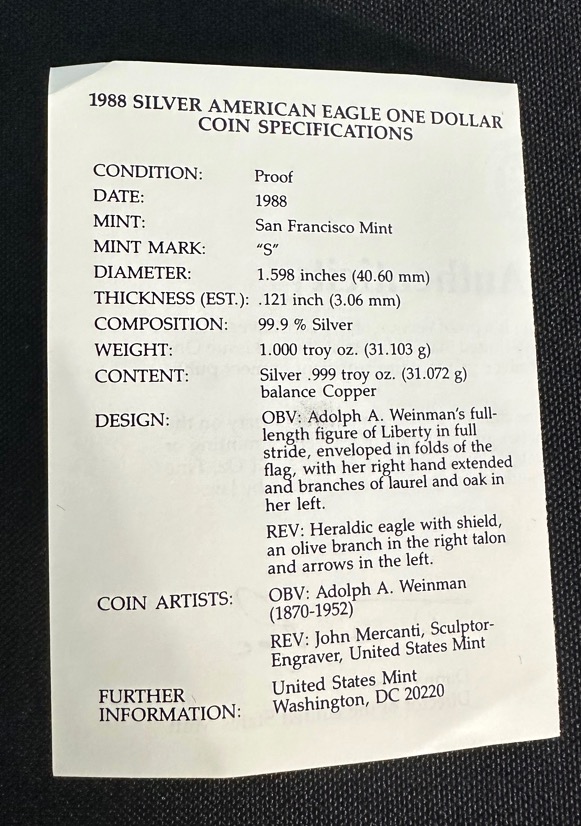 1988 SILVER AMERICAN EAGLE ONE DOLLAR
COIN SPECIFICATIONS
CONDITION: Proof
DATE: 1988
MINT: San Francisco Mint
MINT MARK: “S”
DIAMETER: 1.598 inches (40.60 mm)
THICKNESS (EST.): .121 inch (3.06 mm)
COMPOSITION: 99.9 % Silver
WEIGHT: 1.000 troy oz. (31.103 g)
CONTENT: Silver .999 troy oz. (31.072 g)
balance Copper
DESIGN: OBV: Adolph A. Weinman’s full-
length figure of Liberty in full
stride, enveloped in folds of the
flag, with her right hand extended
and branches of laurel and oak in
her left.
REV: Heraldic eagle with shield,
an olive branch in the right talon
and arrows in the left.
COIN ARTISTS: OBV: Adolph A. Weinman
(1870-1952)
REV: John Mercanti, Sculptor-
Engraver, United States Mint
FURTHER United States Mint
INFORMATION: Washington, DC 20220